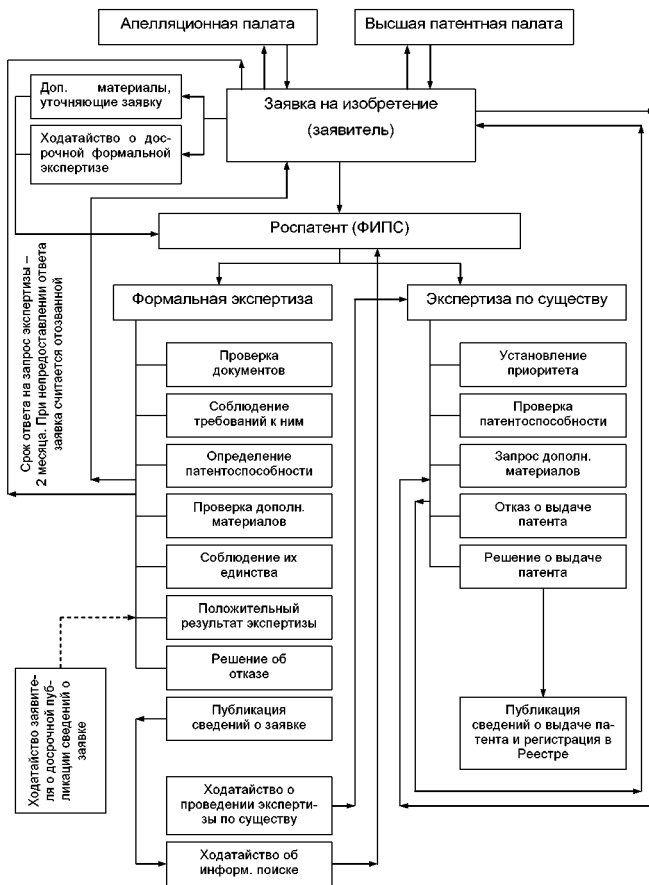 Апелляционая палата
Высшая патентная палата
Доп. материалы,
уточняющие заявку
Заявка на изобретение
(заявитель)
Ходатайство о дос-
рочной формальной
экспертизе
Роспатент (ФИПС)
Срок ответа на запрос экспертизы –
2 месяца. При непредоставлении ответа
заявка считается отозванной
Формальная экспертиза
Экспертиза по существу
Проверка
документов
Установление
приоритета
Соблюдение
требований к ним
Проверка
патентоспособности
Определение
патентоспособности
Запрос дополн.
материалов
Проверка дополн.
материалов
Отказ о выдаче
патента
Соблюдение их
единства
Решение о выдаче
патента
Положительный
результат экспертизы
Решение об
отказе
Ходатайство заявите-
ля о досрочной пуб-
ликации сведений о
заявке
Публикация
сведений о заявке
Публикация
сведений о выдаче па-
тента и регистрация в
Реестре
Ходатайство о
проведении эксперти-
зы по существу
Ходатайство об
информ. поиске